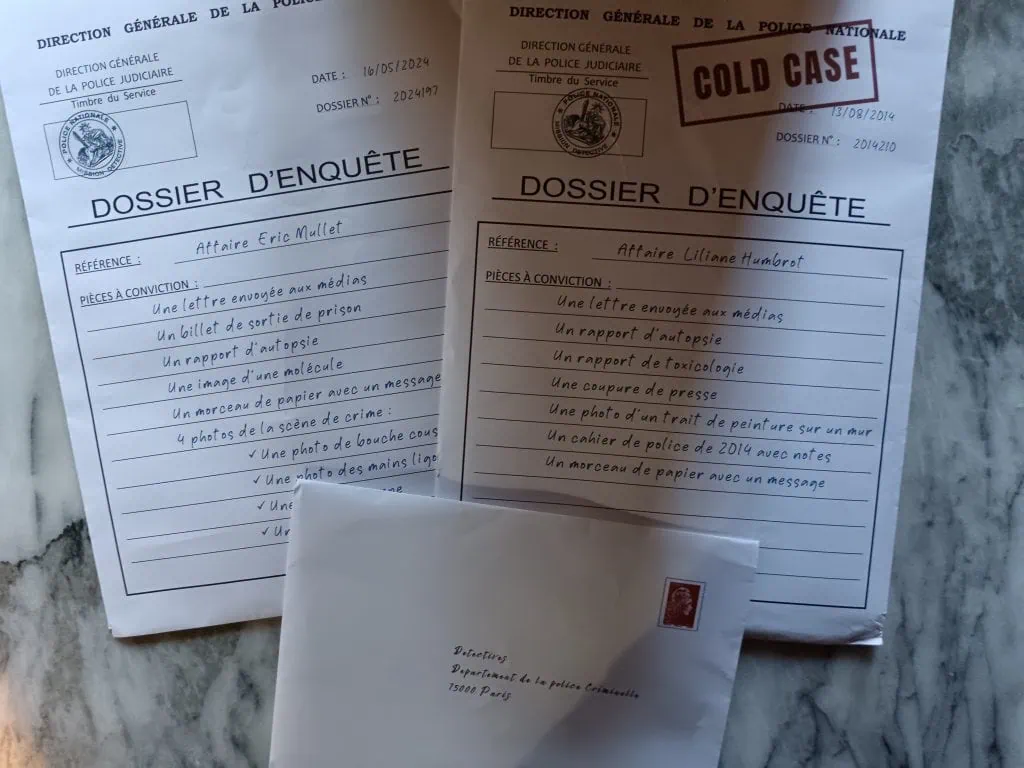 DIRECTION GÉNÉRALE DE LA
DIRECTION GÉNÉRALE
DE LA POLICE JUDICIAIRE
Timbre du Service
POLICE NATIONALE
MISSION DETECTIVE
DATE : 16/05/2024
DOSSIER N° : 2024197
DOSSIER D'ENQUÊTE
RÉFÉRENCE : Affaire Eric Mullet
PIÈCES À CONVICTION :
Une lettre envoyée aux médias
Un billet de sortie de prison
Un rapport d'autopsie
Une image d'une molécule
Un morceau de papier avec un message
4 photos de la scène de crime :
✓ Une photo de bouche
✓ Une photo des mains
✓
✓
DIRECTION GÉNÉRALE DE LA POLICE NATIONALE
COLD CASE
DIRECTION GÉNÉRALE
DE LA POLICE JUDICIAIRE
Timbre du Service
POLICE NATIONALE
MISSION DETECTIVE
DATE : 13/08/2014
DOSSIER N° : 2014210
DOSSIER D'ENQUÊTE
RÉFÉRENCE : Affaire Liliane Humbrot
PIÈCES À CONVICTION :
Une lettre envoyée aux médias
Un rapport d'autopsie
Un rapport de toxicologie
Une coupure de presse
Une photo d'un trait de peinture sur un mur
Un cahier de police de 2014 avec notes
Un morceau de papier avec un message
Detectives
Departement de la police Criminelle
75000 Paris